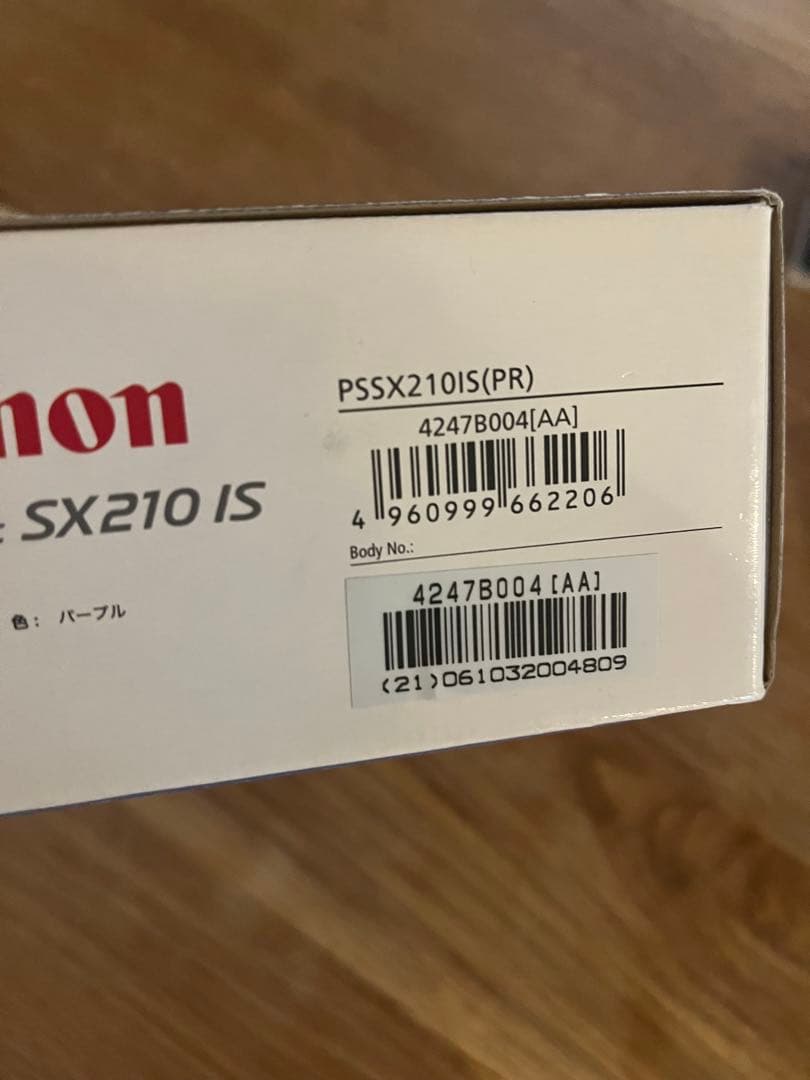 non
SX210 IS
色: パープル
PSSX210IS(PR)
4247B004[AA]
4 960999 662206
Body No.:
4247B004[AA]
(21)061032004809